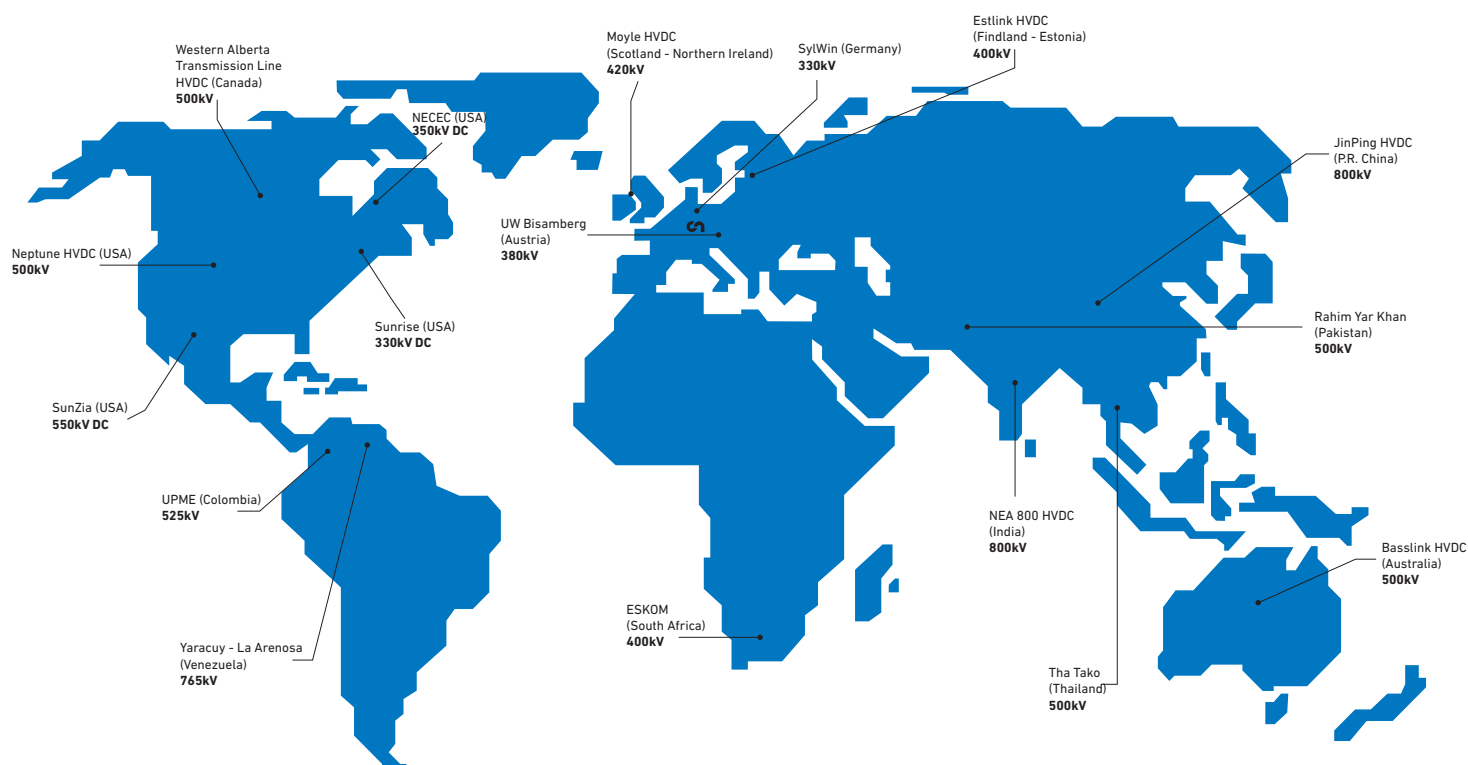 Western Alberta
Transmission Line
HVDC (Canada)
500kV
NECEC (USA)
350kV DC
Moyle HVDC
(Scotland - Northern Ireland)
420kV
SylWin (Germany)
330kV
Estlink HVDC
(Findland - Estonia)
400kV
JinPing HVDC
(P.R. China)
800kV
UW Bisamberg
(Austria)
380kV
Neptune HVDC (USA)
500kV
Sunrise (USA)
330kV DC
Rahim Yar Khan
(Pakistan)
500kV
SunZia (USA)
550kV DC
UPME (Colombia)
525kV
NEA 800 HVDC
(India)
800kV
Basslink HVDC
(Australia)
500kV
ESKOM
(South Africa)
400kV
Yaracuy - La Arenosa
(Venezuela)
765kV
Tha Tako
(Thailand)
500kV